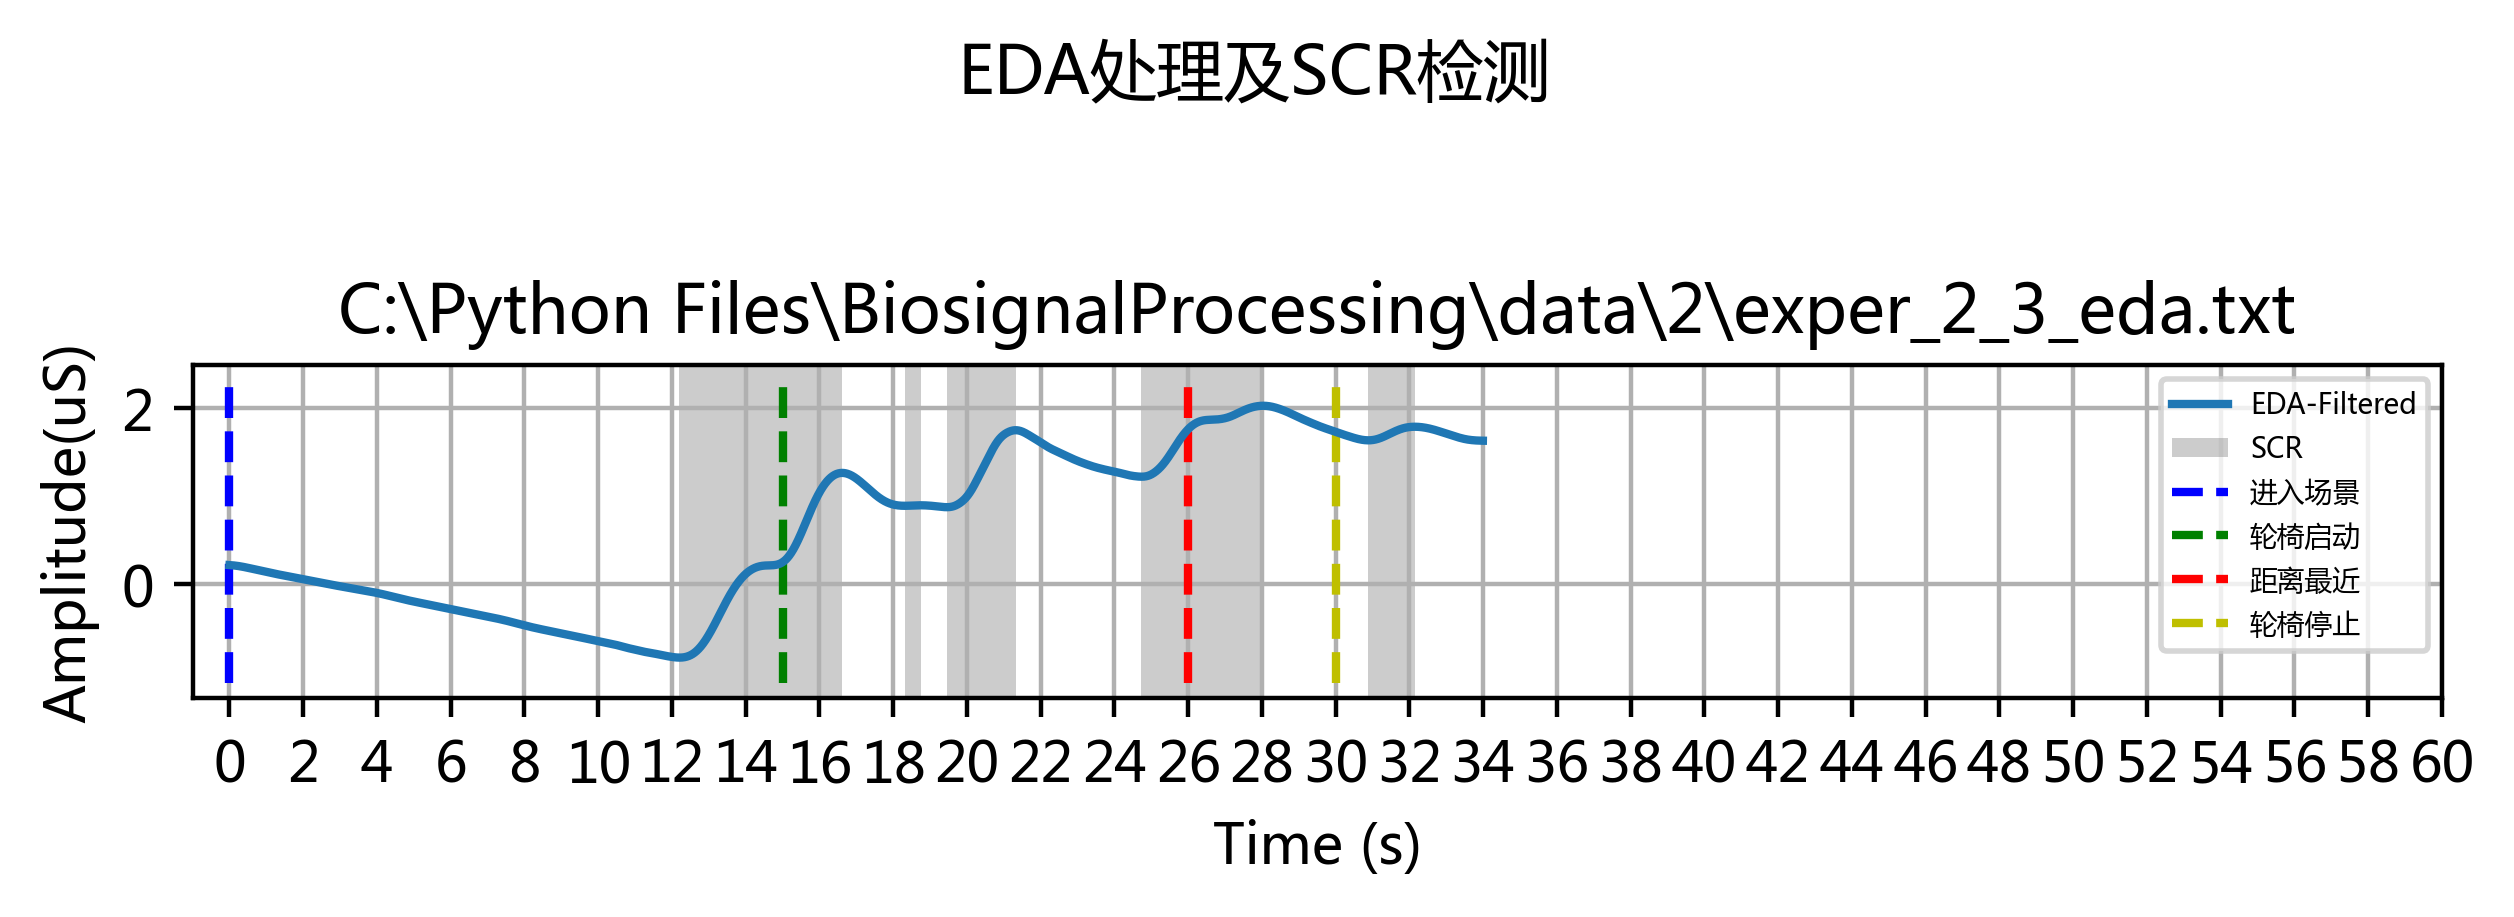 EDA处理及SCR检测
C:\Python Files\BiosignalProcessing\data\2\exper_2_3_eda.txt
Amplitude(uS)
2
0
EDA-Filtered
SCR
进入场景
轮椅启动
距离最近
轮椅停止
0 2 4 6 8 10 12 14 16 18 20 22 24 26 28 30 32 34 36 38 40 42 44 46 48 50 52 54 56 58 60
Time (s)